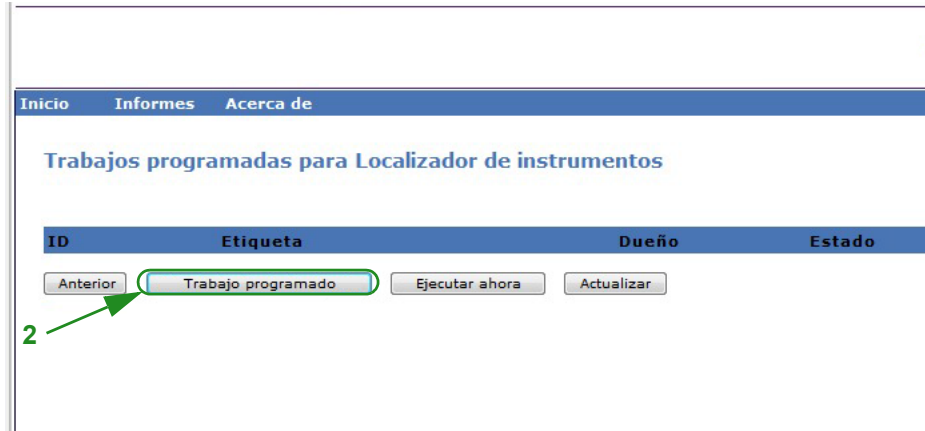 Inicio Informes Acerca de
Trabajos programadas para Localizador de instrumentos
ID Etiqueta Dueño Estado
Anterior Trabajo programado Ejecutar ahora Actualizar
2